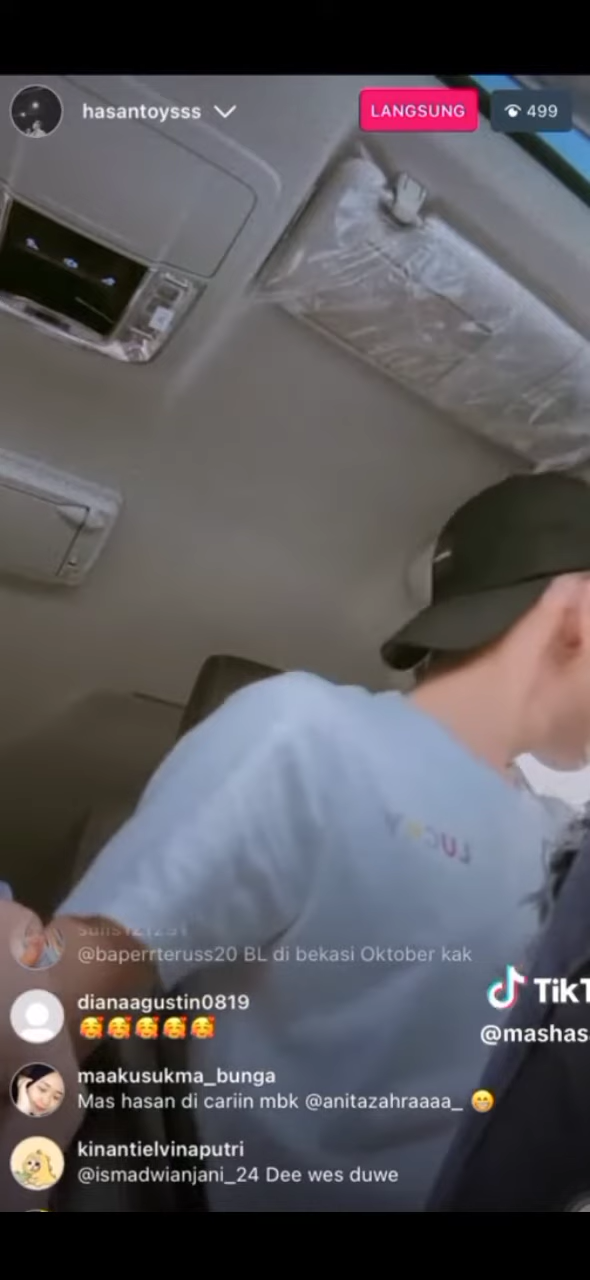 hasantoysss
LANGSUNG
499
@baperrteruss20 BL di bekasi Oktober kak
dianaagustin0819
🥰🥰🥰🥰🥰
maakusukma_bunga
Mas hasan di cariin mbk @anitazahraaaa_ 😁
kinantielvinaputri
@ismadwianjani_24 Dee wes duwe
TikT
@mashas